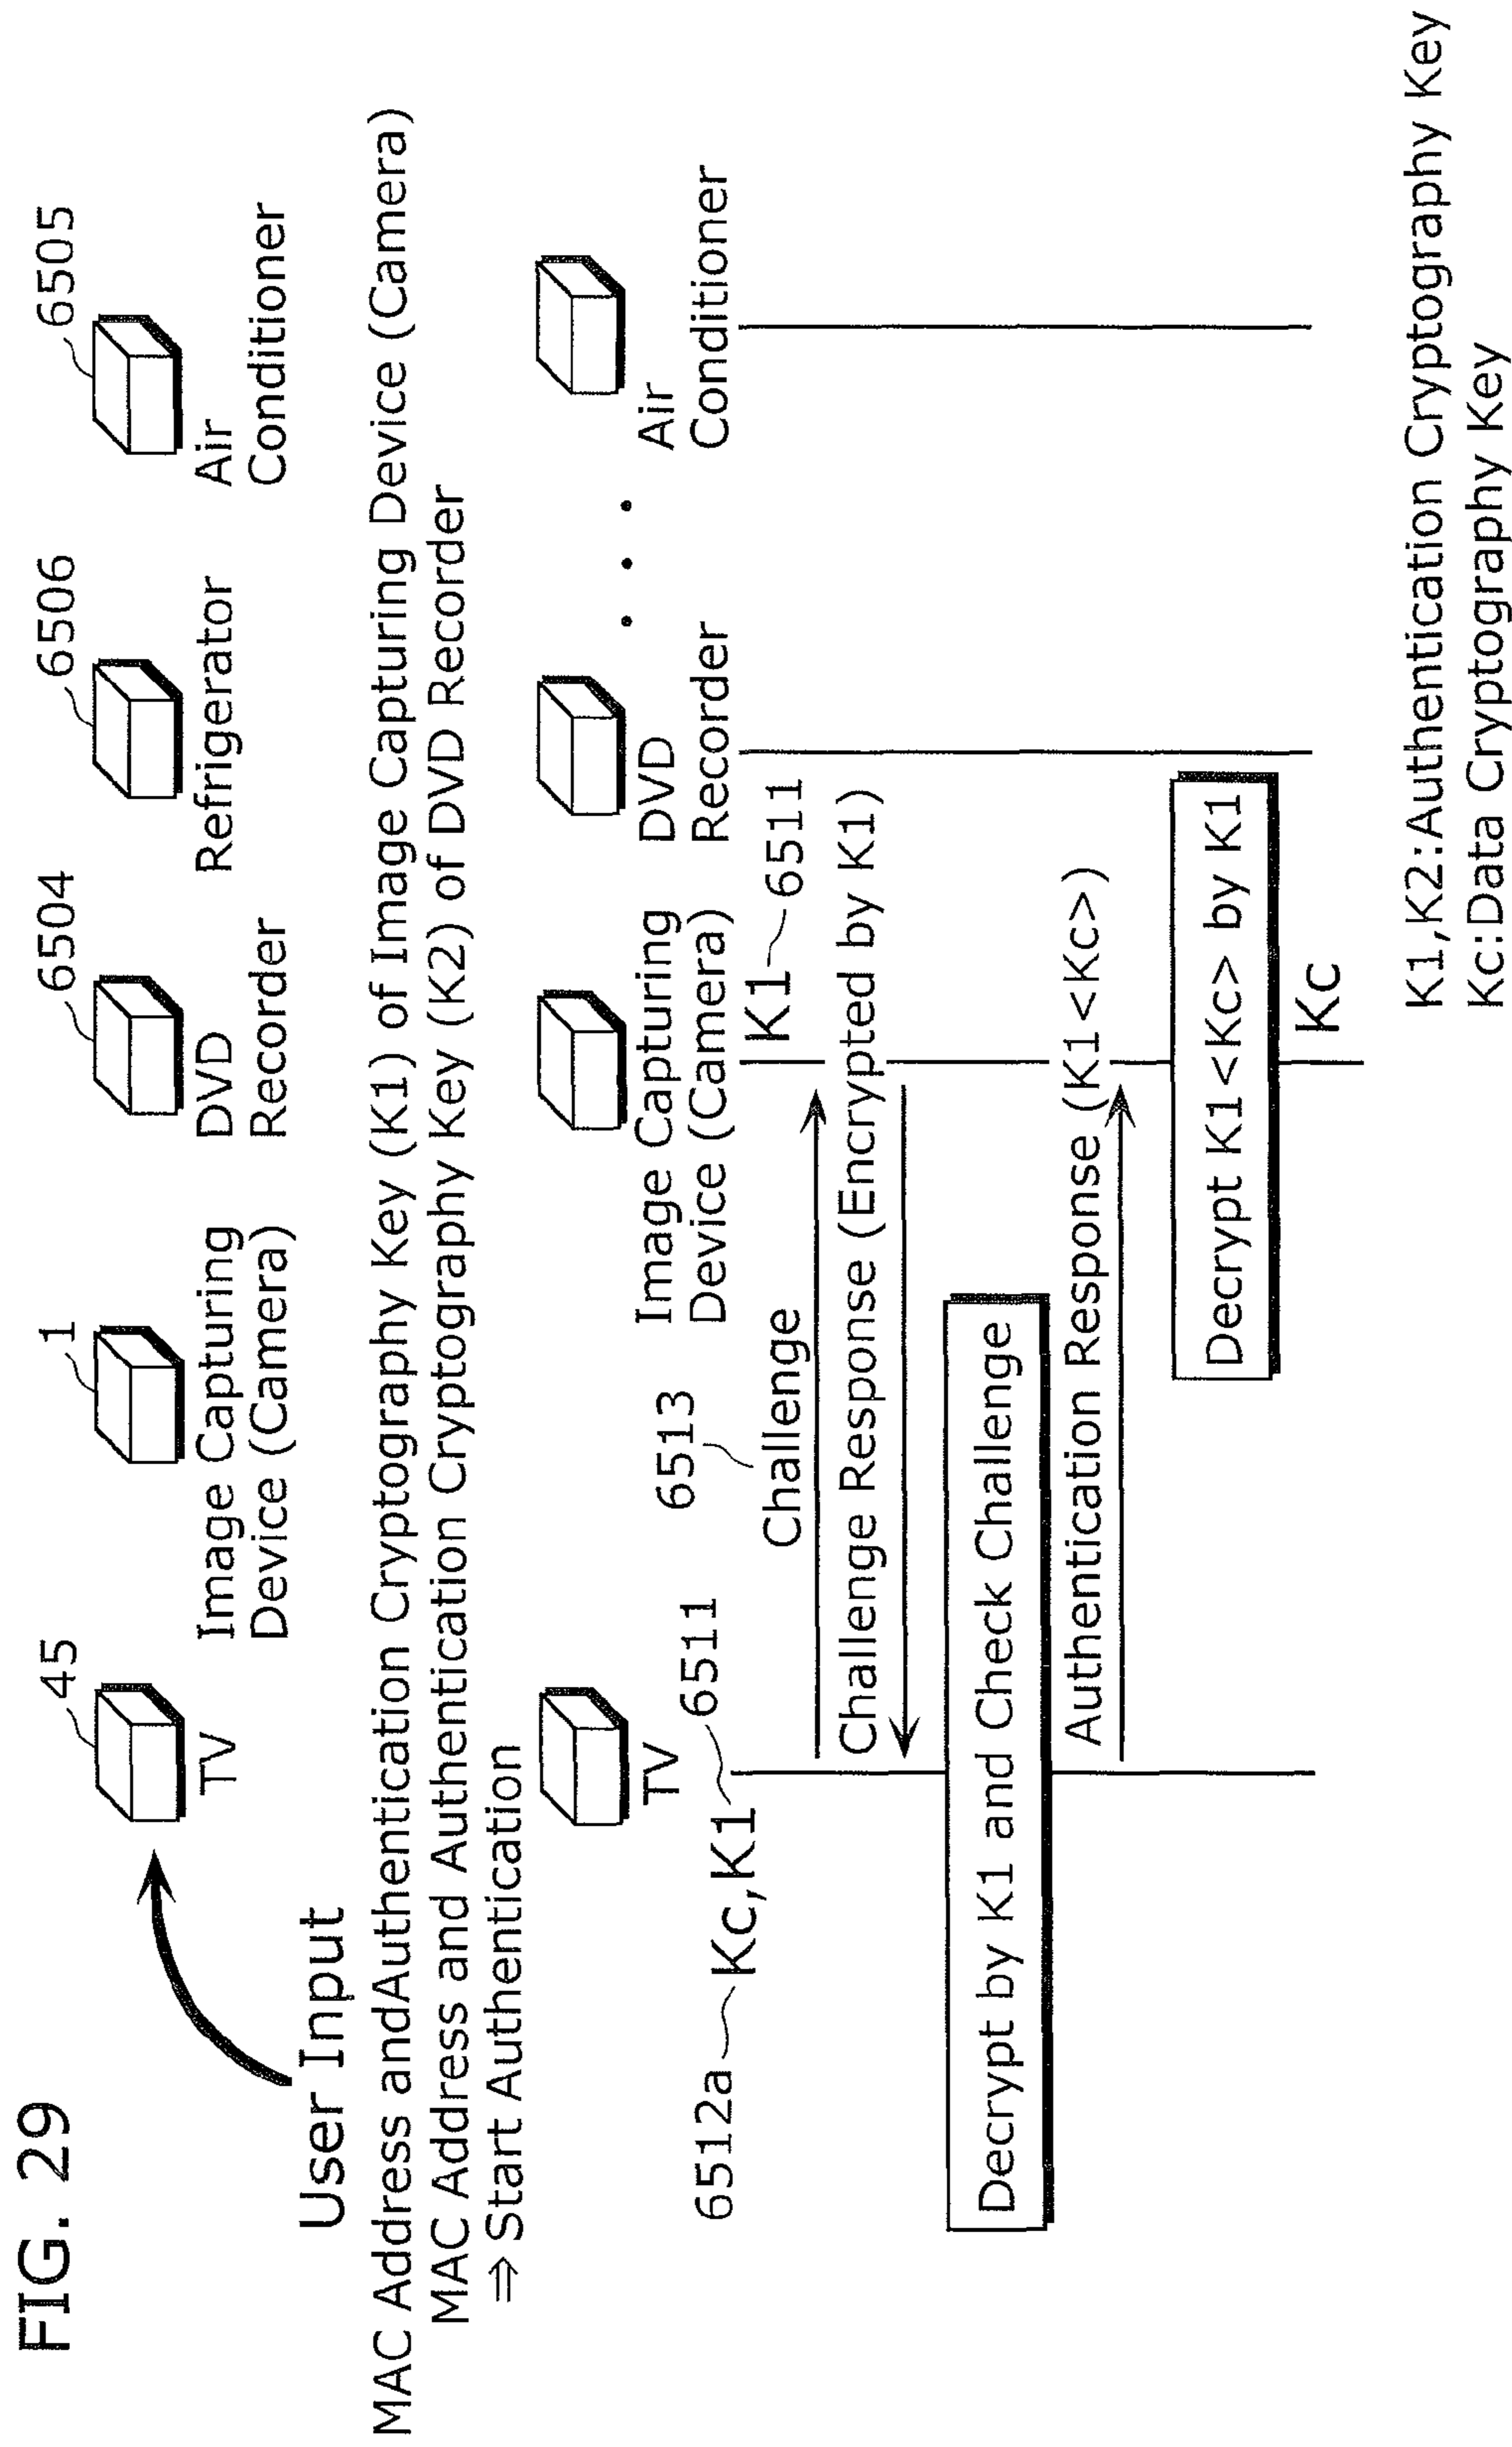 FIG. 29
45
1
6504
6506
6505
TV
Image Capturing
Device (Camera)
DVD
Recorder
Refrigerator
Air
Conditioner
User Input
MAC Address andAuthentication Cryptography Key (K1) of Image Capturing Device (Camera)
MAC Address and Authentication Cryptography Key (K2) of DVD Recorder
⇒ Start Authentication
TV
Image Capturing
Device (Camera)
DVD
Recorder
• • •
Air
Conditioner
6512a
Kc,K1
6511
6513
K1
6511
Challenge
Challenge Response (Encrypted by K1)
Decrypt by K1 and Check Challenge
Authentication Response (K1<Kc>)
Decrypt K1<Kc> by K1
Kc
K1,K2::Authentication Cryptography Key
Kc:Data Cryptography Key